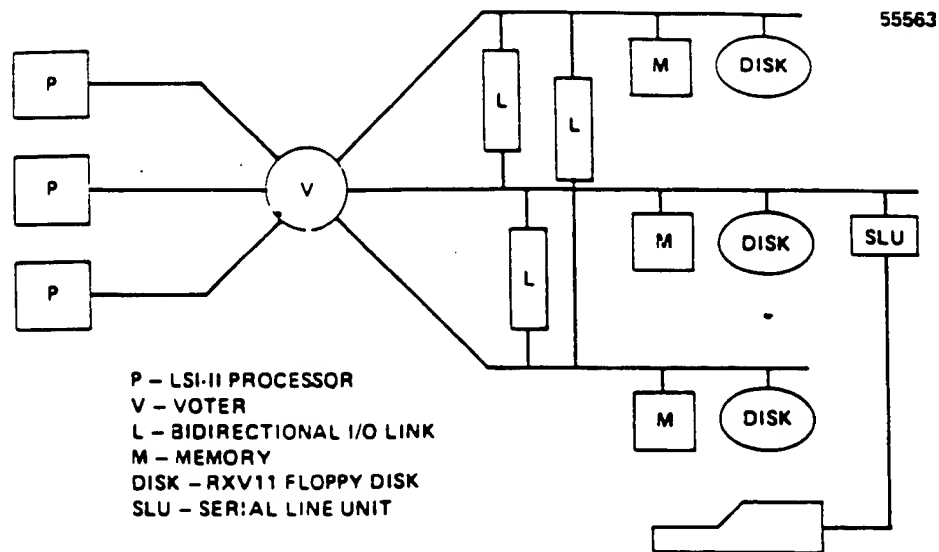 55563
P
M
DISK
L
L
P
V
M
DISK
SLU
L
P
M
DISK
P – LSI-II PROCESSOR
V – VOTER
L – BIDIRECTIONAL I/O LINK
M – MEMORY
DISK – RXV11 FLOPPY DISK
SLU – SERIAL LINE UNIT